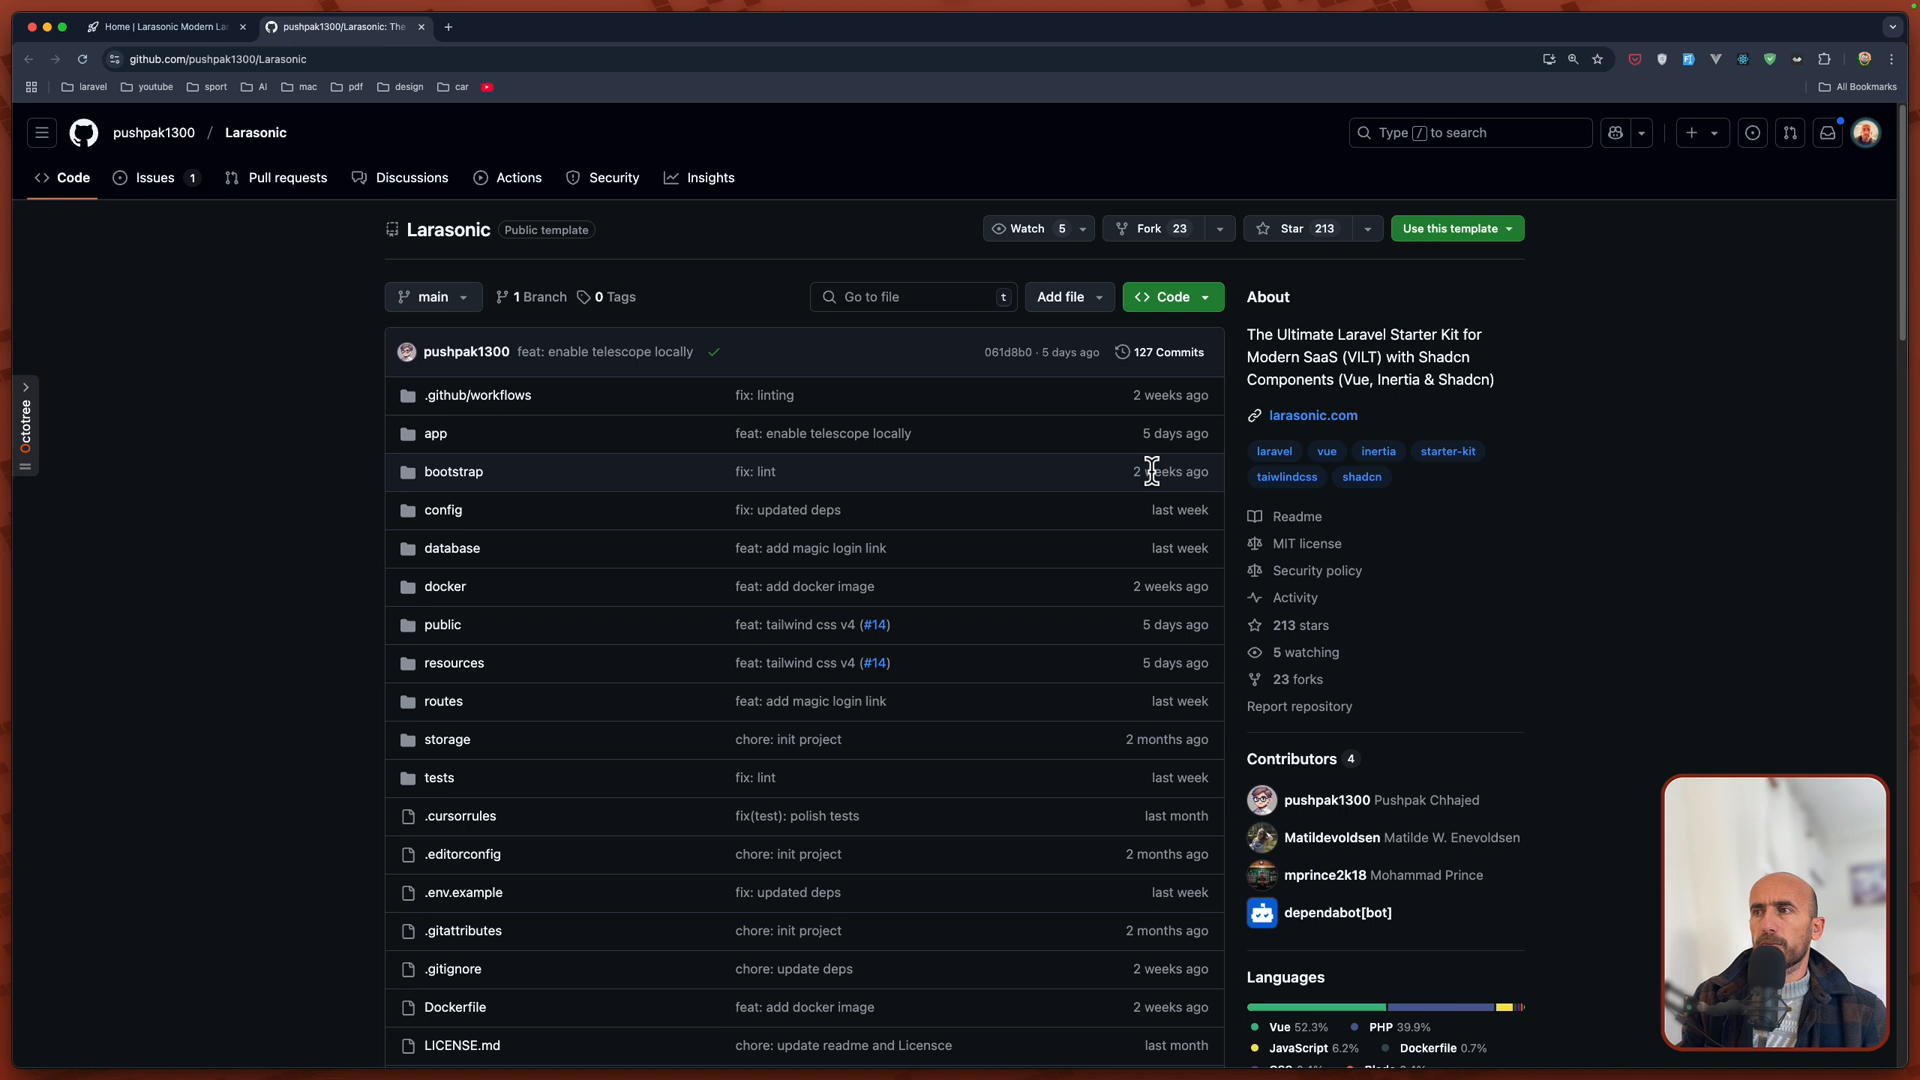 Home | Larasonic Modern La
pushpak1300/Larasonic: The
github.com/pushpak1300/Larasonic
laravel
youtube
sport
AI
mac
pdf
design
car
All Bookmarks
pushpak1300 / Larasonic
Type / to search
Code
Issues 1
Pull requests
Discussions
Actions
Security
Insights
Larasonic Public template
Watch 5
Fork 23
Star 213
Use this template
main
1 Branch
0 Tags
Go to file t
Add file
Code
pushpak1300 feat: enable telescope locally
061d8b0 · 5 days ago
127 Commits
.github/workflows fix: linting 2 weeks ago
app feat: enable telescope locally 5 days ago
bootstrap fix: lint 2 weeks ago
config fix: updated deps last week
database feat: add magic login link last week
docker feat: add docker image 2 weeks ago
public feat: tailwind css v4 (#14) 5 days ago
resources feat: tailwind css v4 (#14) 5 days ago
routes feat: add magic login link last week
storage chore: init project 2 months ago
tests fix: lint last week
.cursorrules fix(test): polish tests last month
.editorconfig chore: init project 2 months ago
.env.example fix: updated deps last week
.gitattributes chore: init project 2 months ago
.gitignore chore: update deps 2 weeks ago
Dockerfile feat: add docker image 2 weeks ago
LICENSE.md chore: update readme and Licensce last month
Octotree
About
The Ultimate Laravel Starter Kit for
Modern SaaS (VILT) with Shadcn
Components (Vue, Inertia & Shadcn)
larasonic.com
laravel vue inertia starter-kit
taiwlindcss shadcn
Readme
MIT license
Security policy
Activity
213 stars
5 watching
23 forks
Report repository
Contributors 4
pushpak1300 Pushpak Chhajed
Matildevoldsen Matilde W. Enevoldsen
mprince2k18 Mohammad Prince
dependabot[bot]
Languages
Vue 52.3% PHP 39.9%
JavaScript 6.2% Dockerfile 0.7%